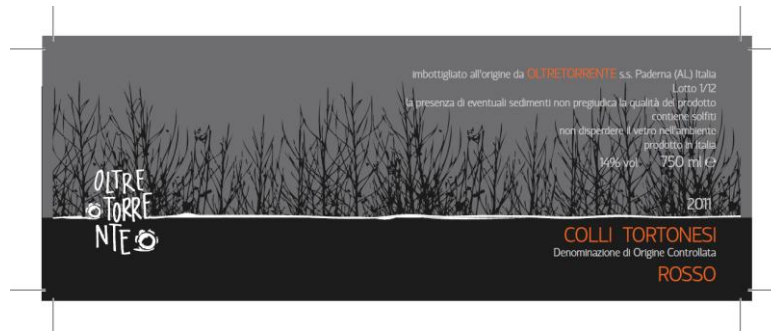 imbottigliato all'origine da OLTRETORRENTE s.s. Paderna (AL) Italia
Lotto 1/12
la presenza di eventuali sedimenti non pregiudica la qualità del prodotto
contiene solfiti
non disperdere il vetro nell'ambiente
prodotto in Italia
14% vol. 750 ml ℮
OLTRE
TORRE
NTE
2011
COLLI TORTONESI
Denominazione di Origine Controllata
ROSSO